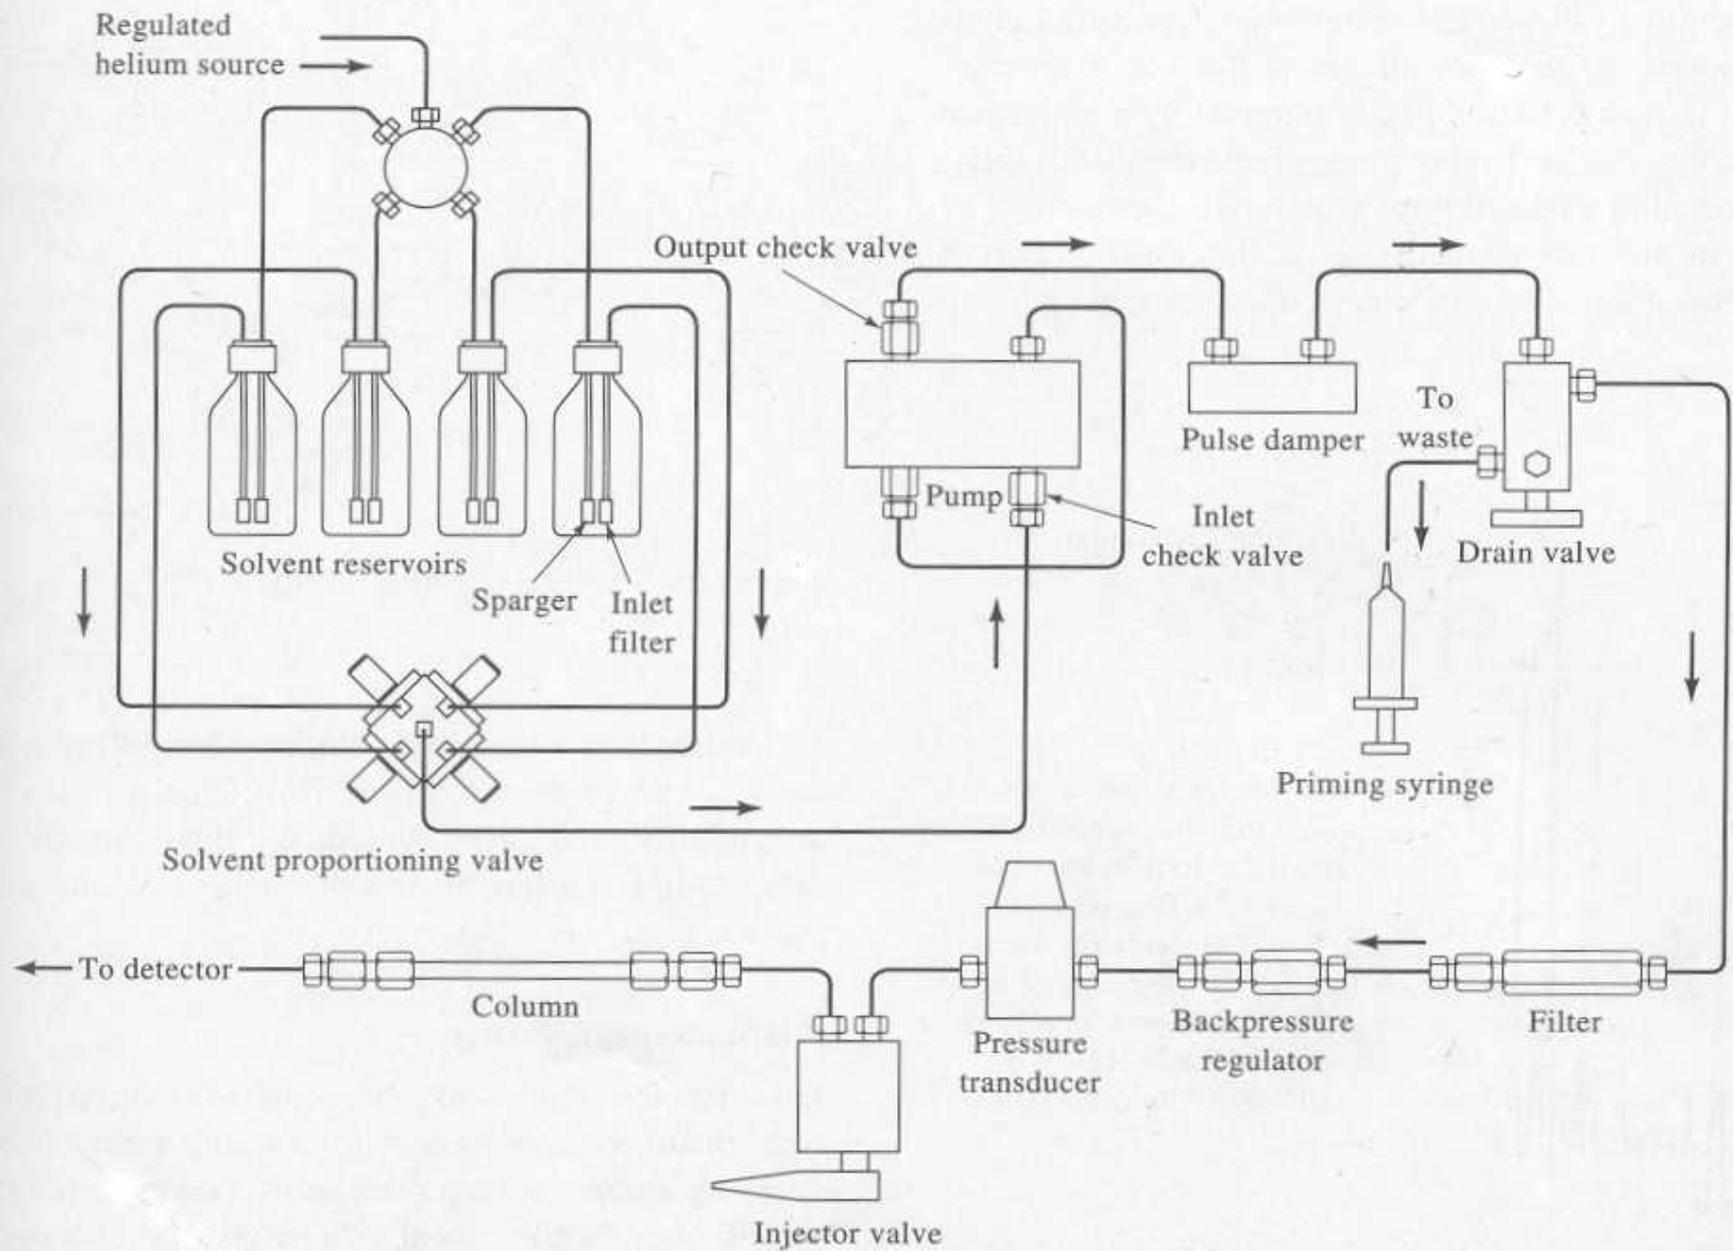 Regulated
helium source
Output check valve
To
waste
Pulse damper
Pump
Inlet
check valve
Drain valve
Solvent reservoirs
Sparger
Inlet
filter
Priming syringe
Solvent proportioning valve
To detector
Column
Pressure
transducer
Backpressure
regulator
Filter
Injector valve